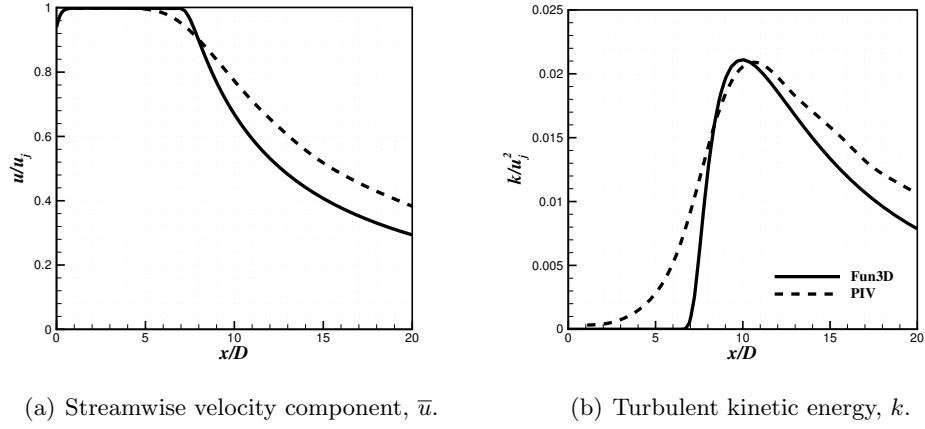 u/u_j
1
0.8
0.6
0.4
0.2
0
0 5 10 15 20
x/D
k/u_j^2
0.025
0.02
0.015
0.01
0.005
0
0 5 10 15 20
x/D
Fun3D
PIV
(a) Streamwise velocity component, u̅.
(b) Turbulent kinetic energy, k.